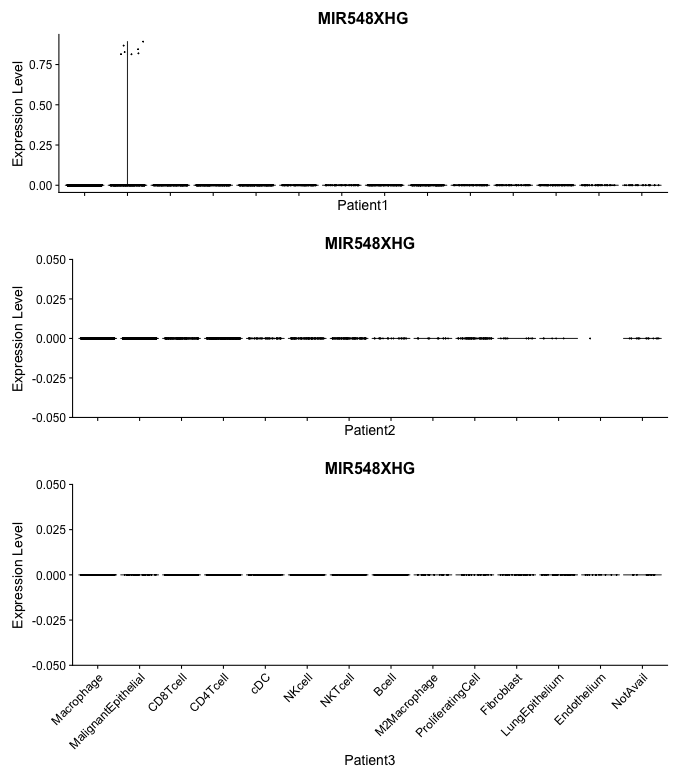 MIR548XHG
Expression Level
0.75
0.50
0.25
0.00
Patient1
MIR548XHG
Expression Level
0.050
0.025
0.000
-0.025
-0.050
Patient2
MIR548XHG
Expression Level
0.050
0.025
0.000
-0.025
-0.050
Macrophage
MalignantEpithelial
CD8Tcell
CD4Tcell
cDC
NKcell
NKTcell
Bcell
M2Macrophage
ProliferatingCell
Fibroblast
LungEpithelium
Endothelium
NotAvail
Patient3